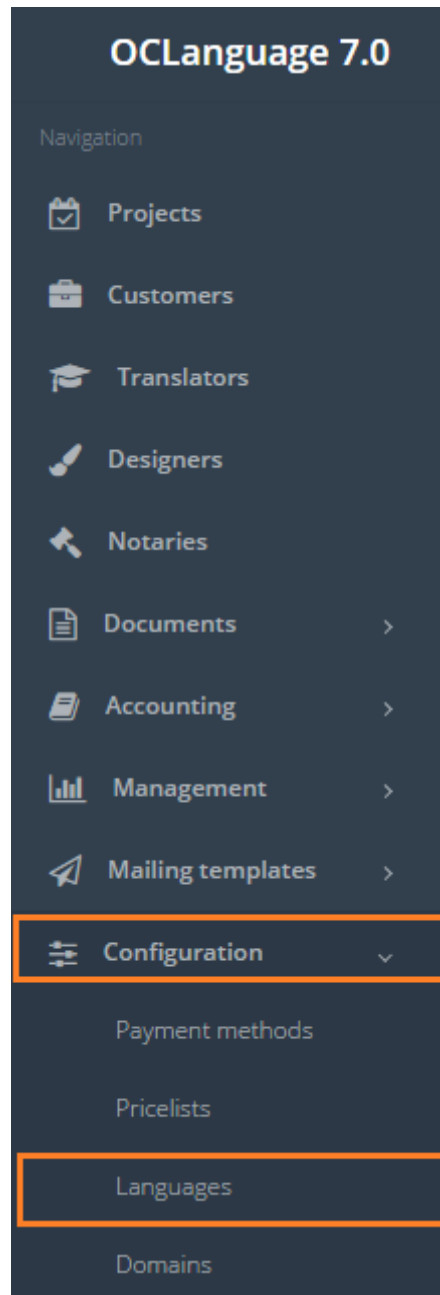 OCLanguage 7.0
Navigation
Projects
Customers
Translators
Designers
Notaries
Documents
Accounting
Management
Mailing templates
Configuration
Payment methods
Pricelists
Languages
Domains